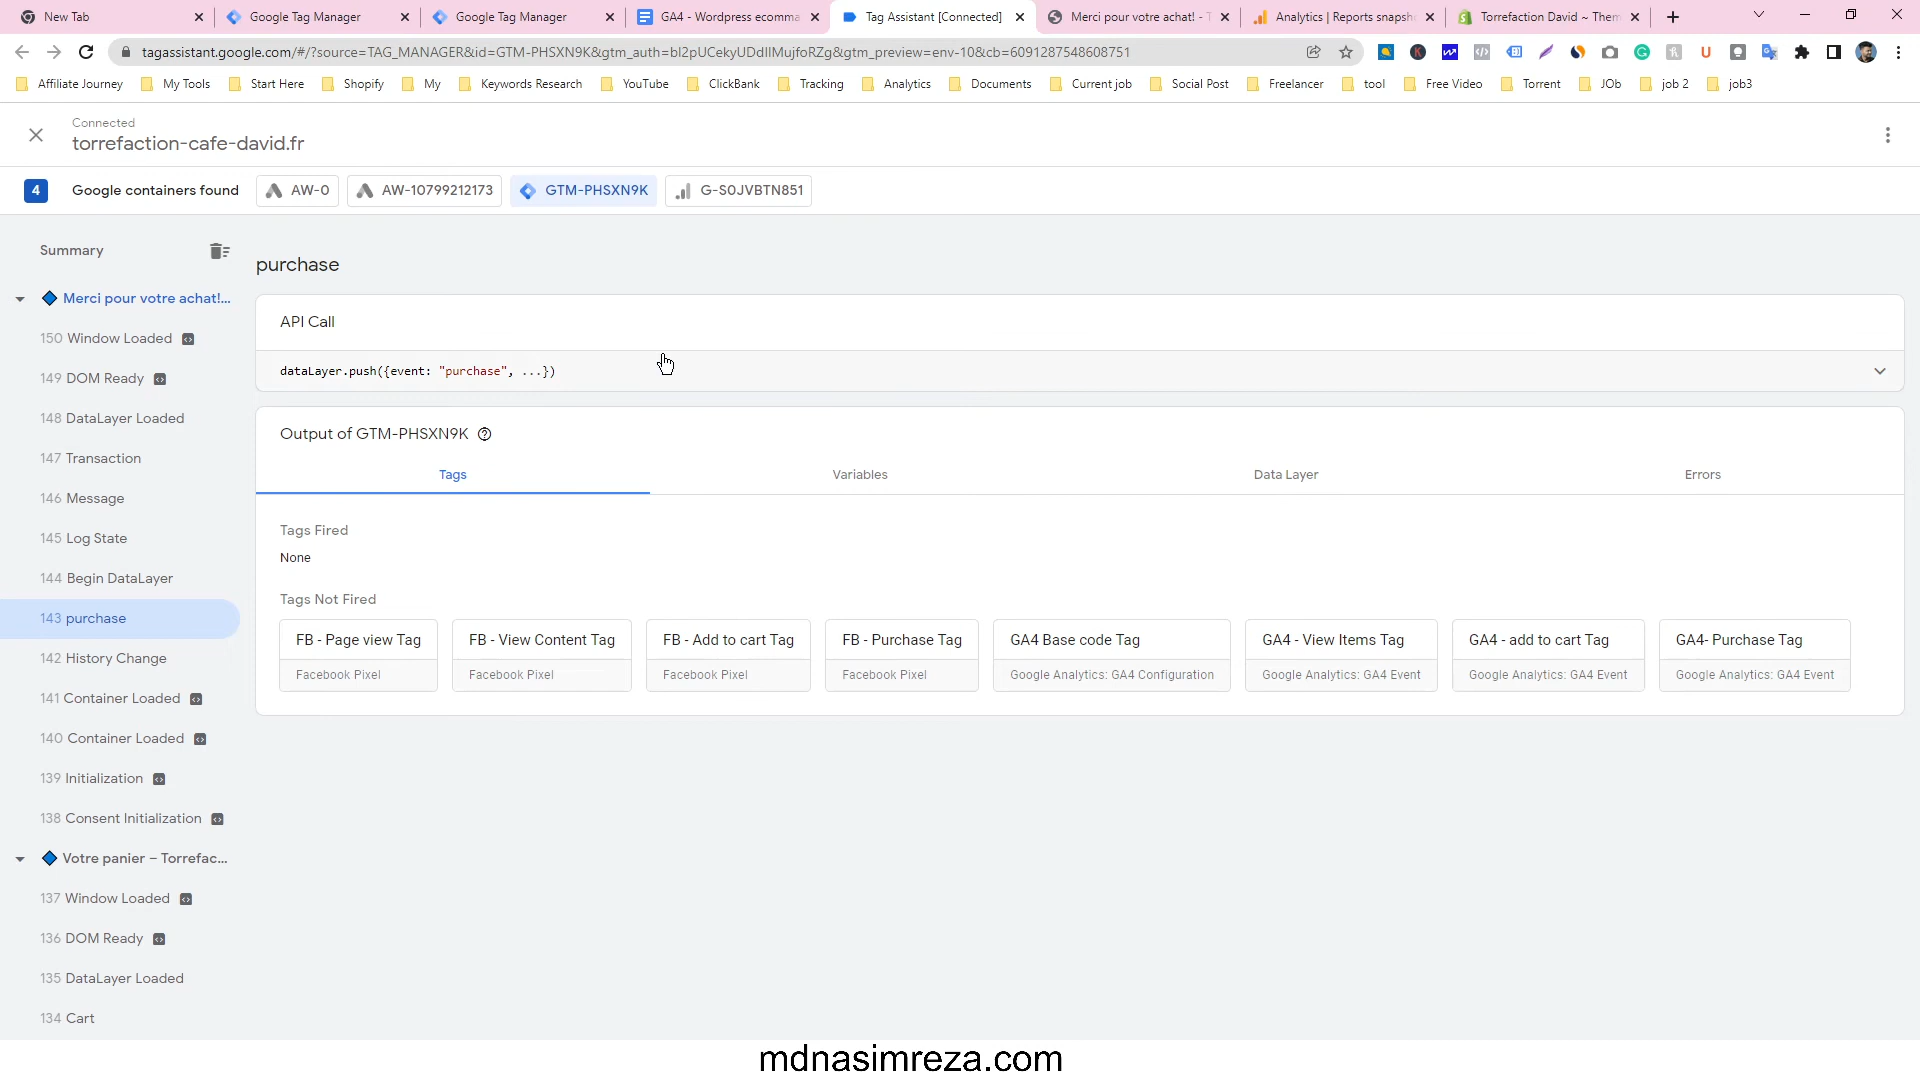 New Tab
Google Tag Manager
Google Tag Manager
GA4 - Wordpress ecomma
Tag Assistant [Connected]
Merci pour votre achat! - T
Analytics | Reports snapsh
Torrefaction David ~ Them
tagassistant.google.com/#/?source=TAG_MANAGER&id=GTM-PHSXN9K&gtm_auth=bl2pUCekyUDdIIMujfoRZg&gtm_preview=env-10&cb=6091287548608751
Affiliate Journey
My Tools
Start Here
Shopify
My
Keywords Research
YouTube
ClickBank
Tracking
Analytics
Documents
Current job
Social Post
Freelancer
tool
Free Video
Torrent
JOb
job 2
job3
Connected
torrefaction-cafe-david.fr
4 Google containers found
AW-0
AW-10799212173
GTM-PHSXN9K
G-S0JVBTN851
Summary
Merci pour votre achat!...
150 Window Loaded
149 DOM Ready
148 DataLayer Loaded
147 Transaction
146 Message
145 Log State
144 Begin DataLayer
143 purchase
142 History Change
141 Container Loaded
140 Container Loaded
139 Initialization
138 Consent Initialization
Votre panier – Torrefac...
137 Window Loaded
136 DOM Ready
135 DataLayer Loaded
134 Cart
purchase
API Call
dataLayer.push({event: "purchase", ...})
Output of GTM-PHSXN9K
Tags
Variables
Data Layer
Errors
Tags Fired
None
Tags Not Fired
FB - Page view Tag
Facebook Pixel
FB - View Content Tag
Facebook Pixel
FB - Add to cart Tag
Facebook Pixel
FB - Purchase Tag
Facebook Pixel
GA4 Base code Tag
Google Analytics: GA4 Configuration
GA4 - View Items Tag
Google Analytics: GA4 Event
GA4 - add to cart Tag
Google Analytics: GA4 Event
GA4- Purchase Tag
Google Analytics: GA4 Event
mdnasimreza.com